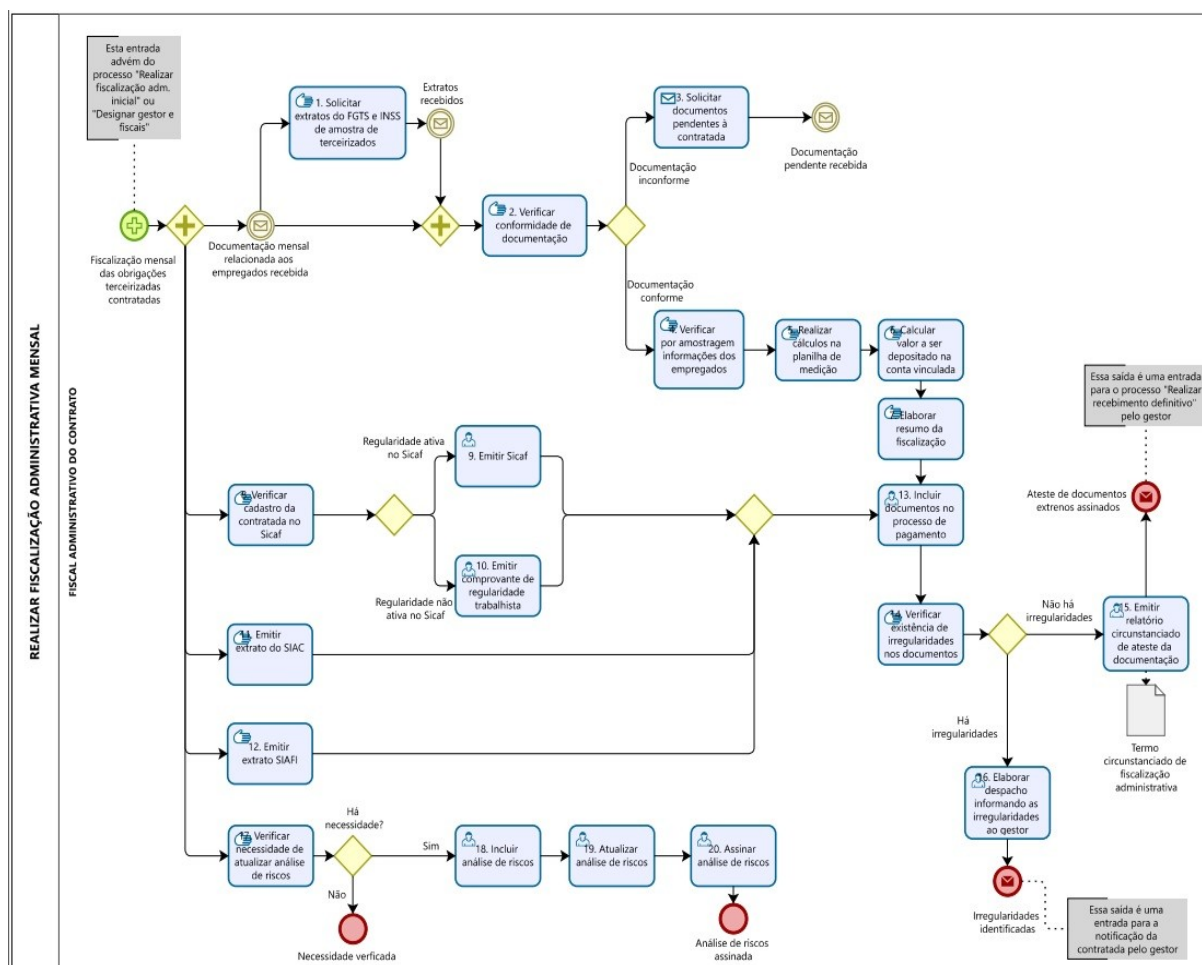 REALIZAR FISCALIZAÇÃO ADMINISTRATIVA MENSAL
FISCAL ADMINISTRATIVO DO CONTRATO
Esta entrada
advém do
processo "Realizar
fiscalização adm.
inicial" ou
"Designar gestor e
fiscais"
Fiscalização mensal
das obrigações
terceirizadas
contratadas
Documentação mensal
relacionada aos
empregados recebida
1. Solicitar
extratos do FGTS e INSS
de amostra de
terceirizados
Extratos
recebidos
2. Verificar
conformidade de
documentação
Documentação
inconforme
3. Solicitar
documentos
pendentes à
contratada
Documentação
pendente recebida
Documentação
conforme
4. Verificar
por amostragem
informações dos
empregados
5. Realizar
cálculos na
planilha de
medição
6. Calcular
valor a ser
depositado na
conta vinculada
7. Elaborar
resumo da
fiscalização
8. Verificar
cadastro da
contratada no
Sicaf
Regularidade ativa
no Sicaf
9. Emitir Sicaf
Regularidade não
ativa no Sicaf
10. Emitir
comprovante de
regularidade
trabalhista
11. Emitir
extrato do SIAC
12. Emitir
extrato SIAFI
13. Incluir
documentos no
processo de
pagamento
14. Verificar
existência de
irregularidades
nos documentos
Não há
irregularidades
15. Emitir
relatório
circunstanciado
de ateste da
documentação
Ateste de documentos
extrenos assinados
Essa saída é uma entrada
para o processo "Realizar
recebimento definitivo"
pelo gestor
Termo
circunstanciado de
fiscalização
administrativa
Há
irregularidades
16. Elaborar
despacho
informando as
irregularidades
ao gestor
Irregularidades
identificadas
Essa saída é uma
entrada para a
notificação da
contratada pelo gestor
17. Verificar
necessidade de
atualizar análise
de riscos
Há
necessidade?
Sim
Não
Necessidade verficada
18. Incluir
análise de riscos
19. Atualizar
análise de riscos
20. Assinar
análise de riscos
Análise de riscos
assinada